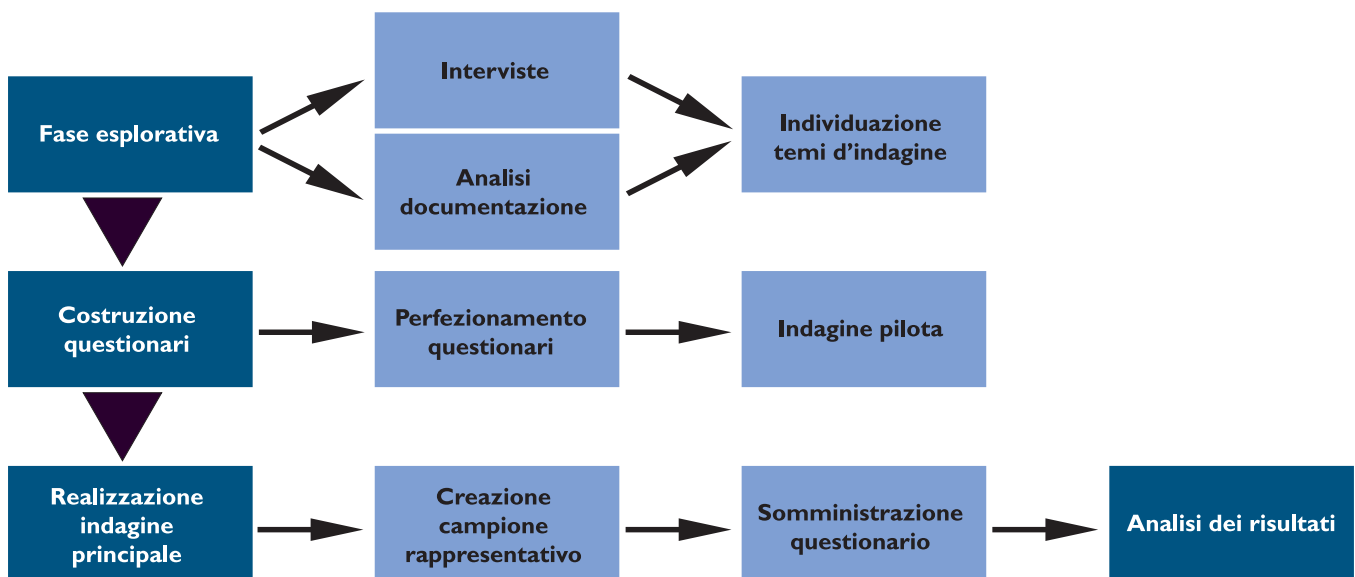 Interviste
Fase esplorativa
Individuazione
temi d’indagine
Analisi
documentazione
Costruzione
questionari
Perfezionamento
questionari
Indagine pilota
Realizzazione
indagine
principale
Creazione
campione
rappresentativo
Somministrazione
questionario
Analisi dei risultati